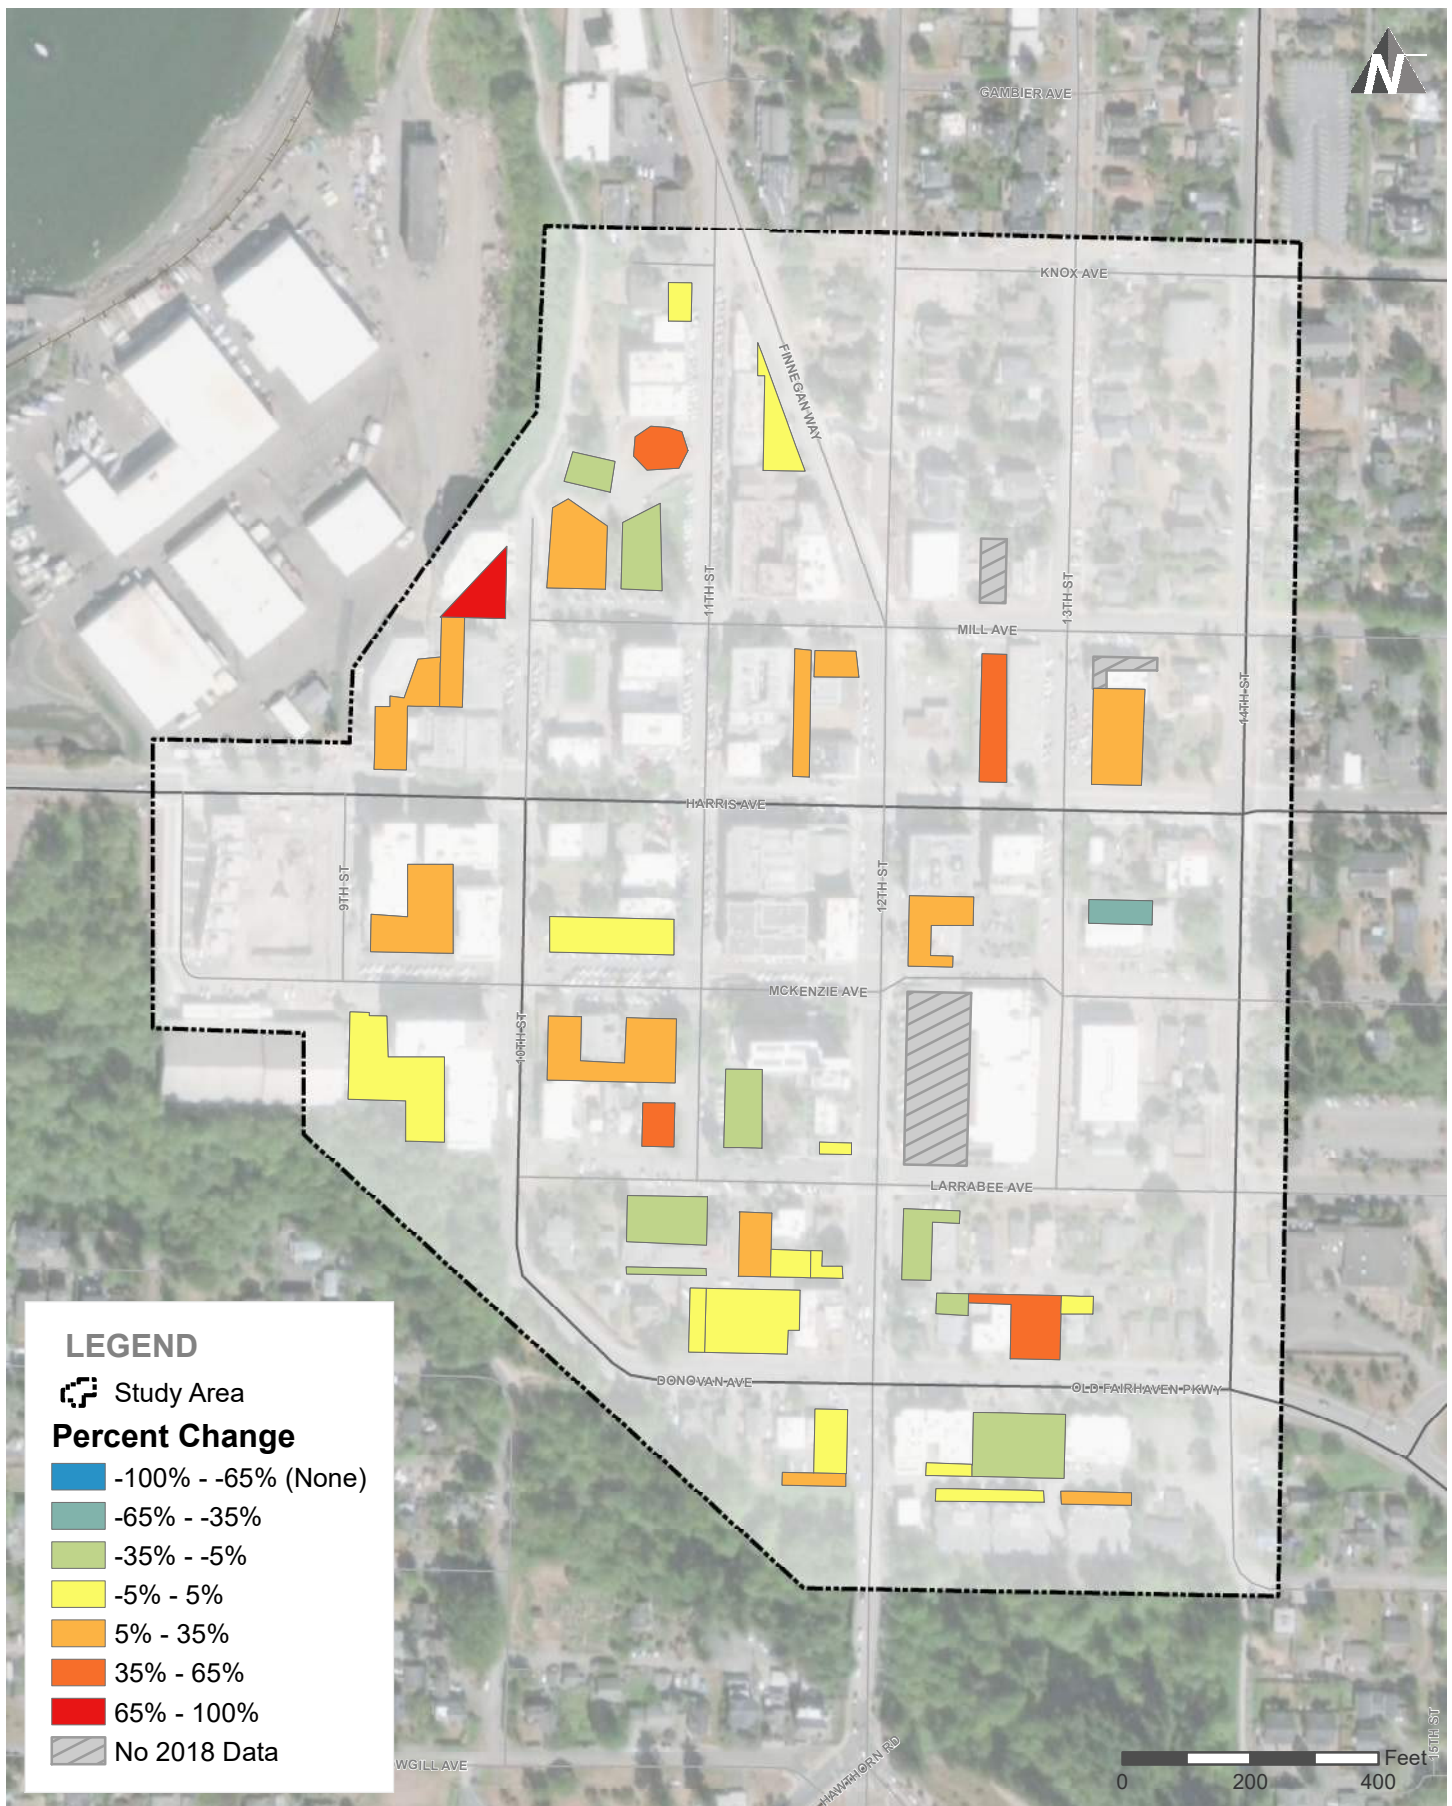 N
GAMBIER AVE
KNOX AVE
FINNEGAN WAY
11TH ST
13TH ST
MILL AVE
14TH ST
HARRIS AVE
9TH ST
12TH ST
MCKENZIE AVE
10TH ST
LARRABEE AVE
DONOVAN AVE
OLD FAIRHAVEN PKWY
LEGEND
Study Area
Percent Change
-100% - -65% (None)
-65% - -35%
-35% - -5%
-5% - 5%
5% - 35%
35% - 65%
65% - 100%
No 2018 Data
WGILL AVE
HAWTHORN RD
15TH ST
Feet
0 200 400